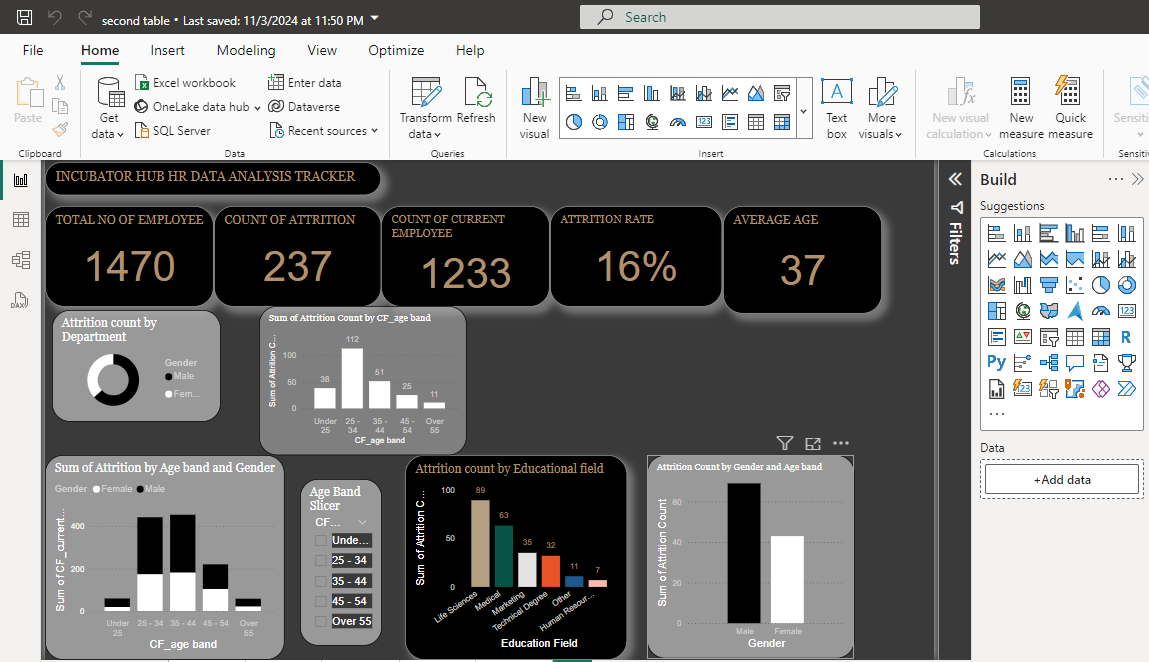 second table • Last saved: 11/3/2024 at 11:50 PM
Search
File Home Insert Modeling View Optimize Help
Paste
Clipboard
Get data
Excel workbook
OneLake data hub
SQL Server
Enter data
Dataverse
Recent sources
Data
Transform data
Refresh
Queries
New visual
Text box
More visuals
Insert
New visual calculation
New measure
Quick measure
Calculations
Sensiti
Sensitiv
INCUBATOR HUB HR DATA ANALYSIS TRACKER
TOTAL NO OF EMPLOYEE
1470
COUNT OF ATTRITION
237
COUNT OF CURRENT
EMPLOYEE
1233
ATTRITION RATE
16%
AVERAGE AGE
37
Attrition count by
Department
Gender
Male
Fem...
Sum of Attrition Count by CF_age band
Sum of Attrition C...
100
50
0
38
112
51
25
11
Under 25
25 - 34
35 - 44
45 - 54
Over 55
CF_age band
Sum of Attrition by Age band and Gender
Gender Female Male
Sum of CF_current...
400
200
0
Under 25
25 - 34
35 - 44
45 - 54
Over 55
CF_age band
Age Band
Slicer
CF...
Unde...
25 - 34
35 - 44
45 - 54
Over 55
Attrition count by Educational field
Sum of Attrition C...
100
50
0
89
63
35
32
11
7
Life Sciences
Medical
Marketing
Technical Degree
Other
Human Resour...
Education Field
Attrition Count by Gender and Age band
Sum of Attrition Count
60
40
20
0
Male
Female
Gender
Filters
Build
Suggestions
123
R
Py
123
...
Data
+Add data
DAX